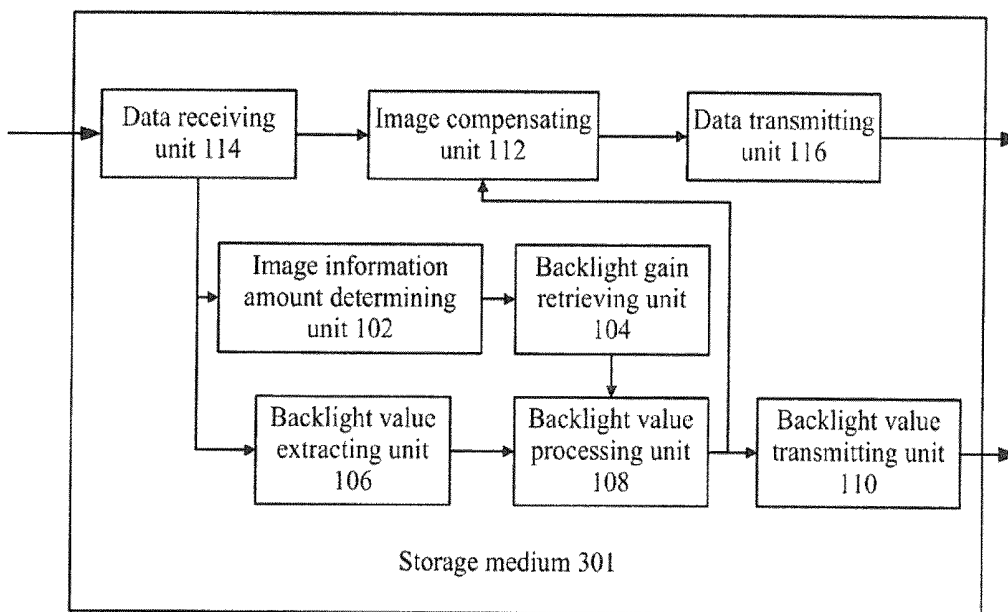 Data receiving
unit 114
Image compensating
unit 112
Data transmitting
unit 116
Image information
amount determining
unit 102
Backlight gain
retrieving unit
104
Backlight value
extracting unit
106
Backlight value
processing unit
108
Backlight value
transmitting unit
110
Storage medium 301